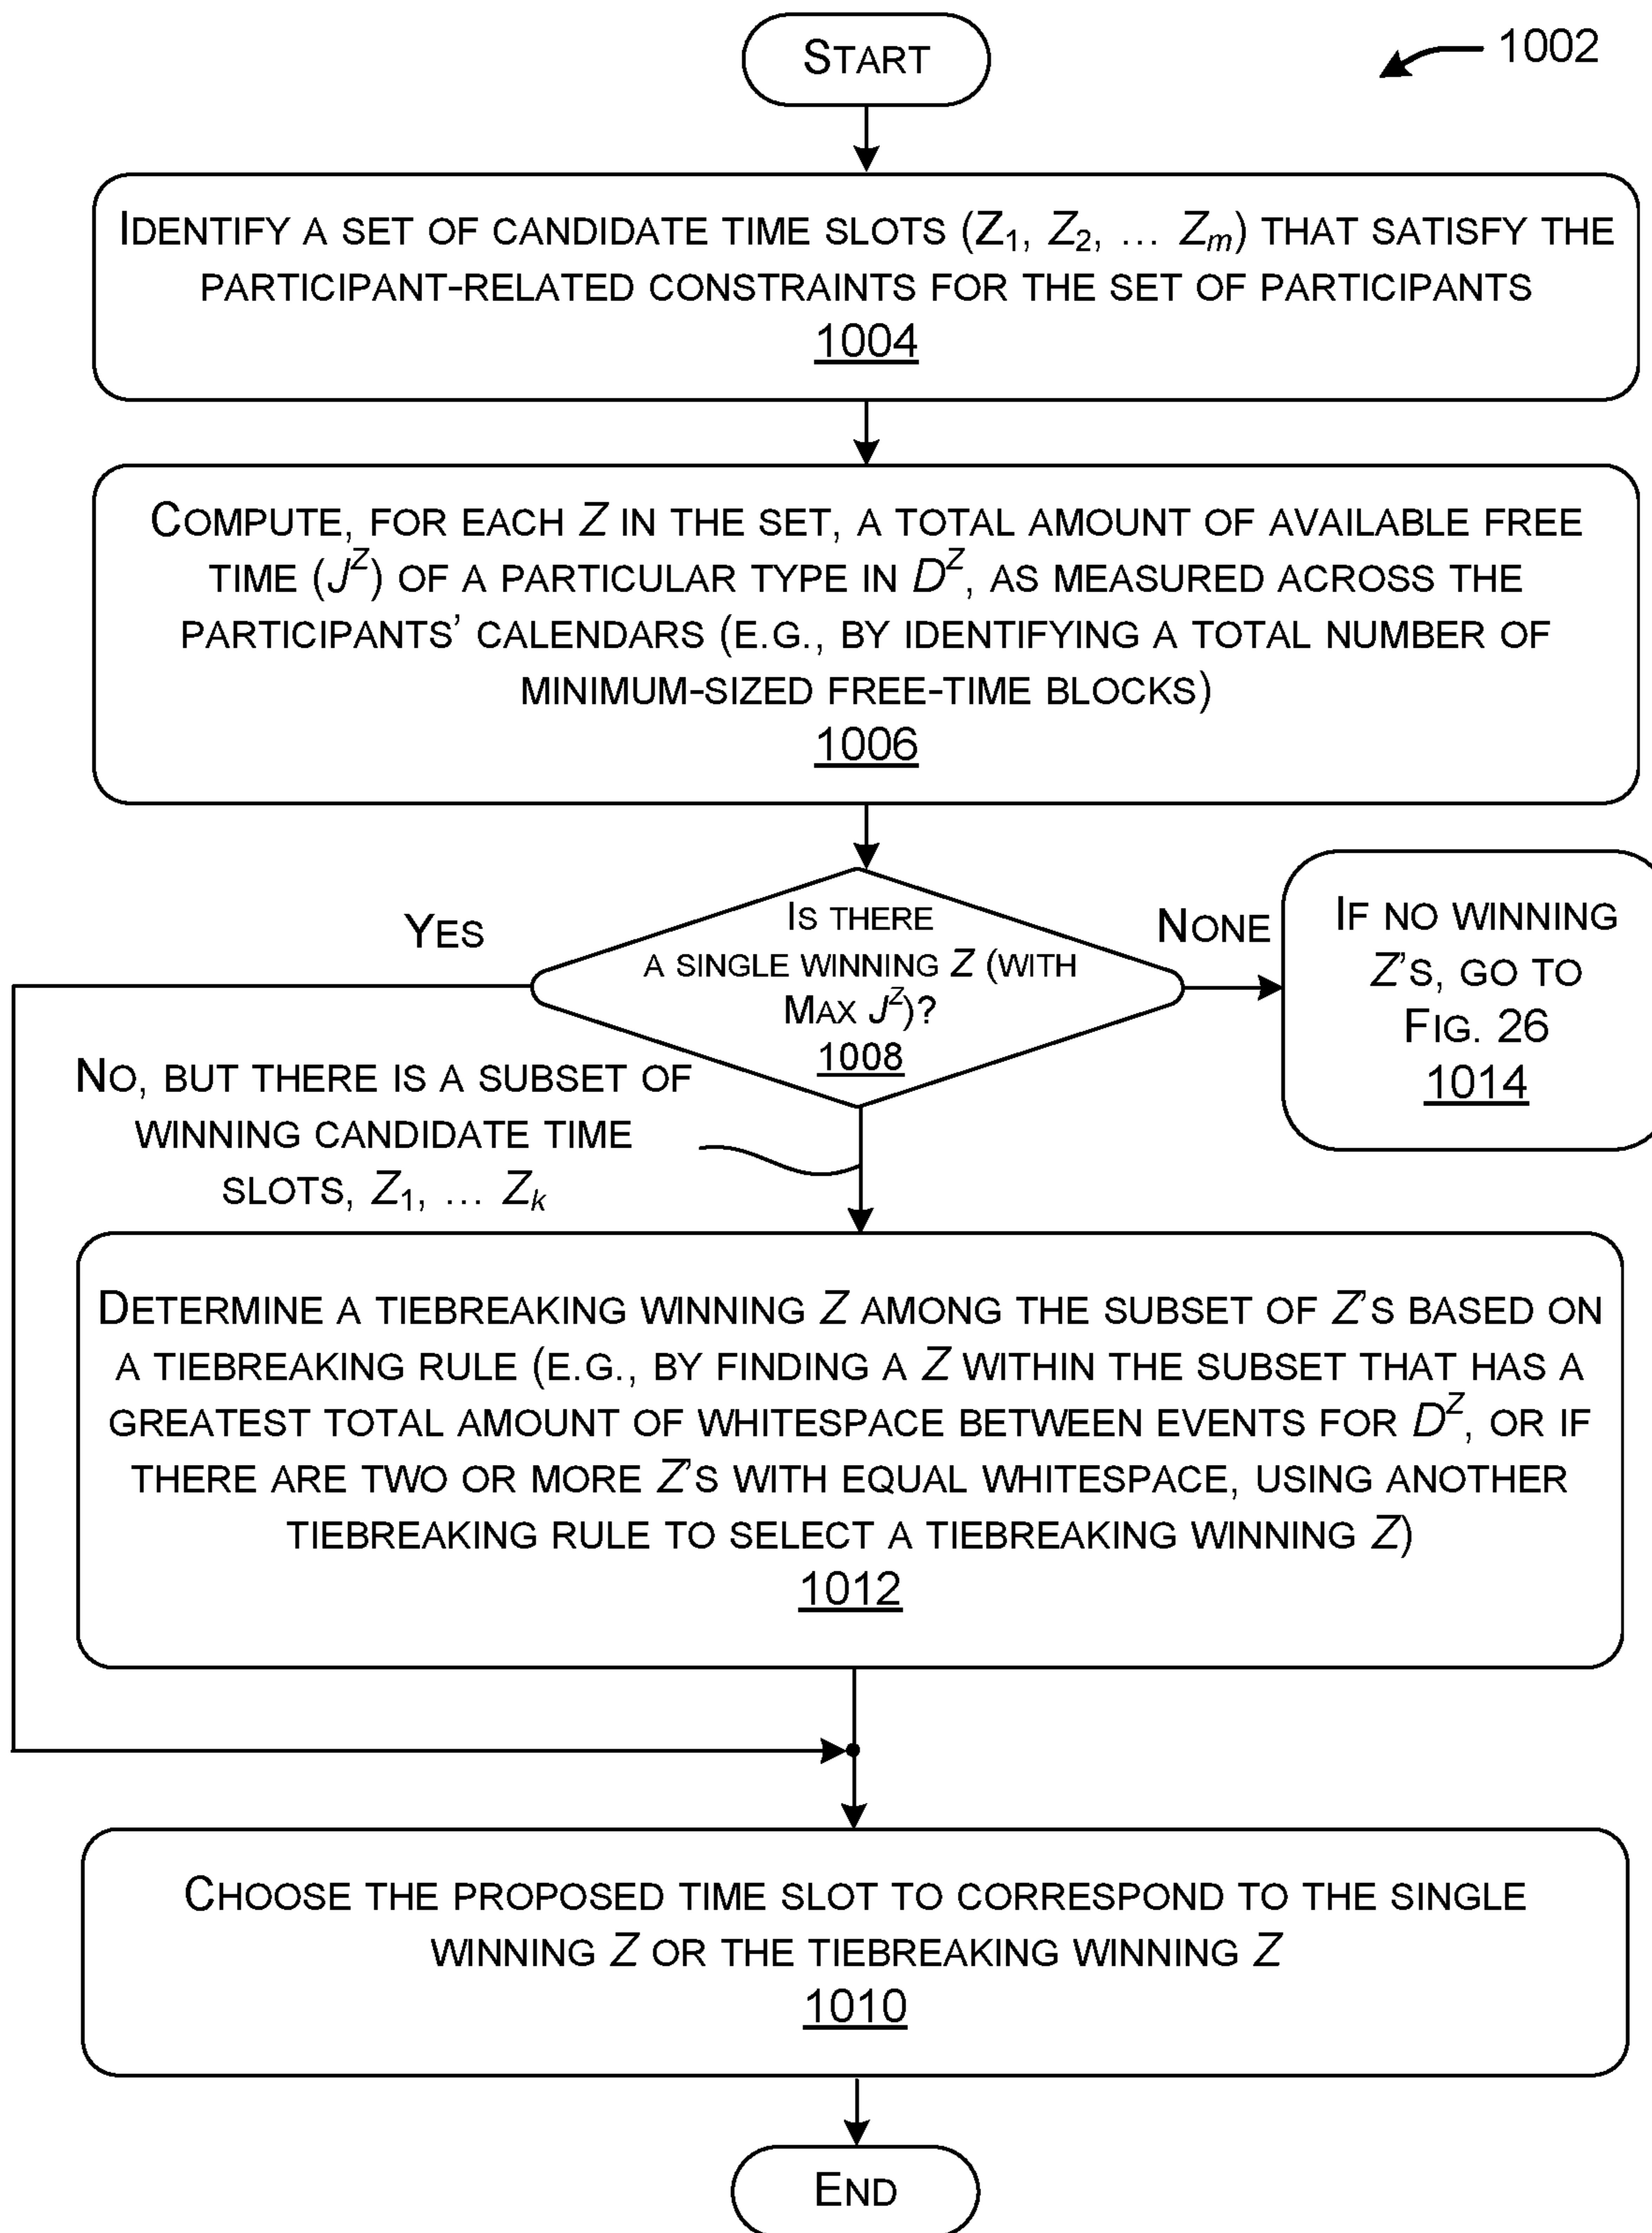 START
1002
IDENTIFY A SET OF CANDIDATE TIME SLOTS (Z₁, Z₂, … Zₘ) THAT SATISFY THE
PARTICIPANT-RELATED CONSTRAINTS FOR THE SET OF PARTICIPANTS
1004
COMPUTE, FOR EACH Z IN THE SET, A TOTAL AMOUNT OF AVAILABLE FREE
TIME (J^Z) OF A PARTICULAR TYPE IN D^Z, AS MEASURED ACROSS THE
PARTICIPANTS’ CALENDARS (E.G., BY IDENTIFYING A TOTAL NUMBER OF
MINIMUM-SIZED FREE-TIME BLOCKS)
1006
IS THERE
A SINGLE WINNING Z (WITH
MAX J^Z)?
1008
YES
NONE
IF NO WINNING
Z’S, GO TO
FIG. 26
1014
NO, BUT THERE IS A SUBSET OF
WINNING CANDIDATE TIME
SLOTS, Z₁, … Zₖ
DETERMINE A TIEBREAKING WINNING Z AMONG THE SUBSET OF Z’S BASED ON
A TIEBREAKING RULE (E.G., BY FINDING A Z WITHIN THE SUBSET THAT HAS A
GREATEST TOTAL AMOUNT OF WHITESPACE BETWEEN EVENTS FOR D^Z, OR IF
THERE ARE TWO OR MORE Z’S WITH EQUAL WHITESPACE, USING ANOTHER
TIEBREAKING RULE TO SELECT A TIEBREAKING WINNING Z)
1012
CHOOSE THE PROPOSED TIME SLOT TO CORRESPOND TO THE SINGLE
WINNING Z OR THE TIEBREAKING WINNING Z
1010
END